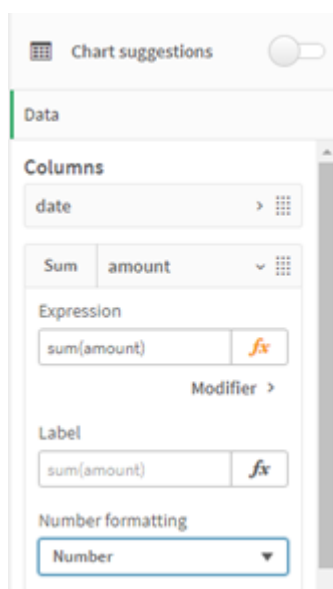 Chart suggestions
Data
Columns
date
Sum amount
Expression
sum(amount) fx
Modifier >
Label
sum(amount) fx
Number formatting
Number